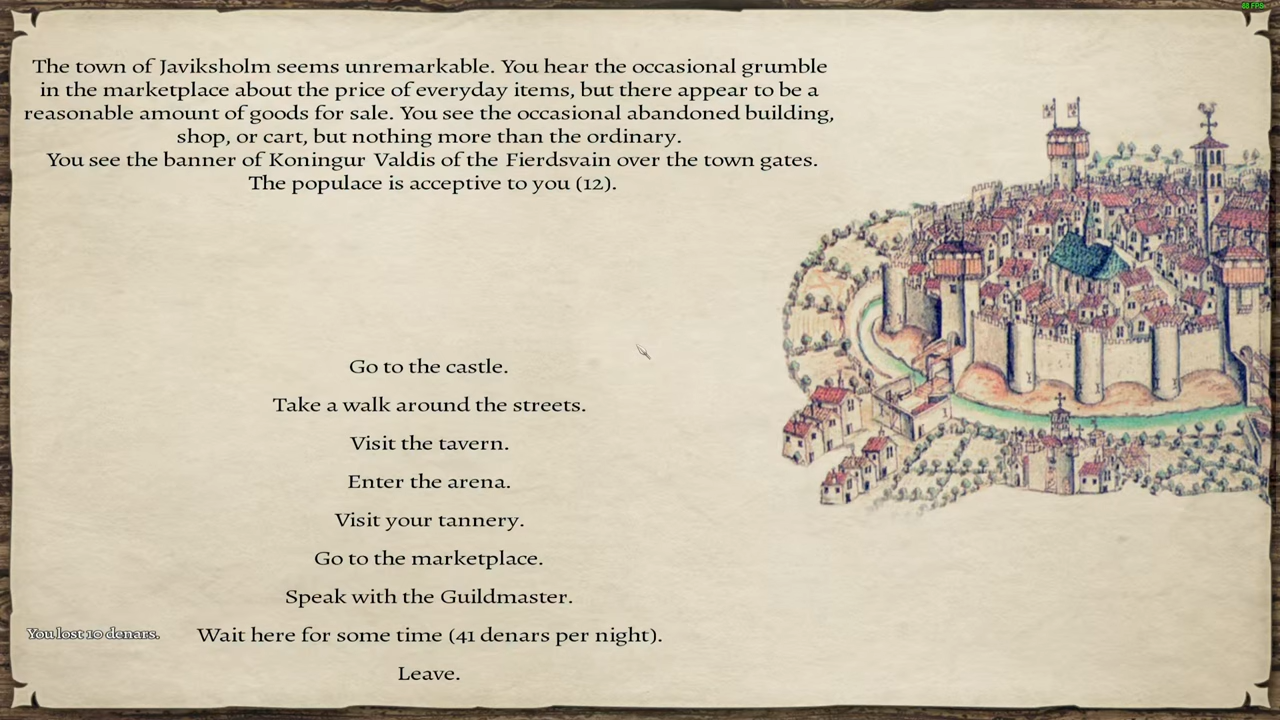 88 FPS
The town of Javiksholm seems unremarkable. You hear the occasional grumble
in the marketplace about the price of everyday items, but there appear to be a
reasonable amount of goods for sale. You see the occasional abandoned building,
shop, or cart, but nothing more than the ordinary.
You see the banner of Koningur Valdis of the Fierdsvain over the town gates.
The populace is acceptive to you (12).
Go to the castle.
Take a walk around the streets.
Visit the tavern.
Enter the arena.
Visit your tannery.
Go to the marketplace.
Speak with the Guildmaster.
You lost 10 denars.
Wait here for some time (41 denars per night).
Leave.